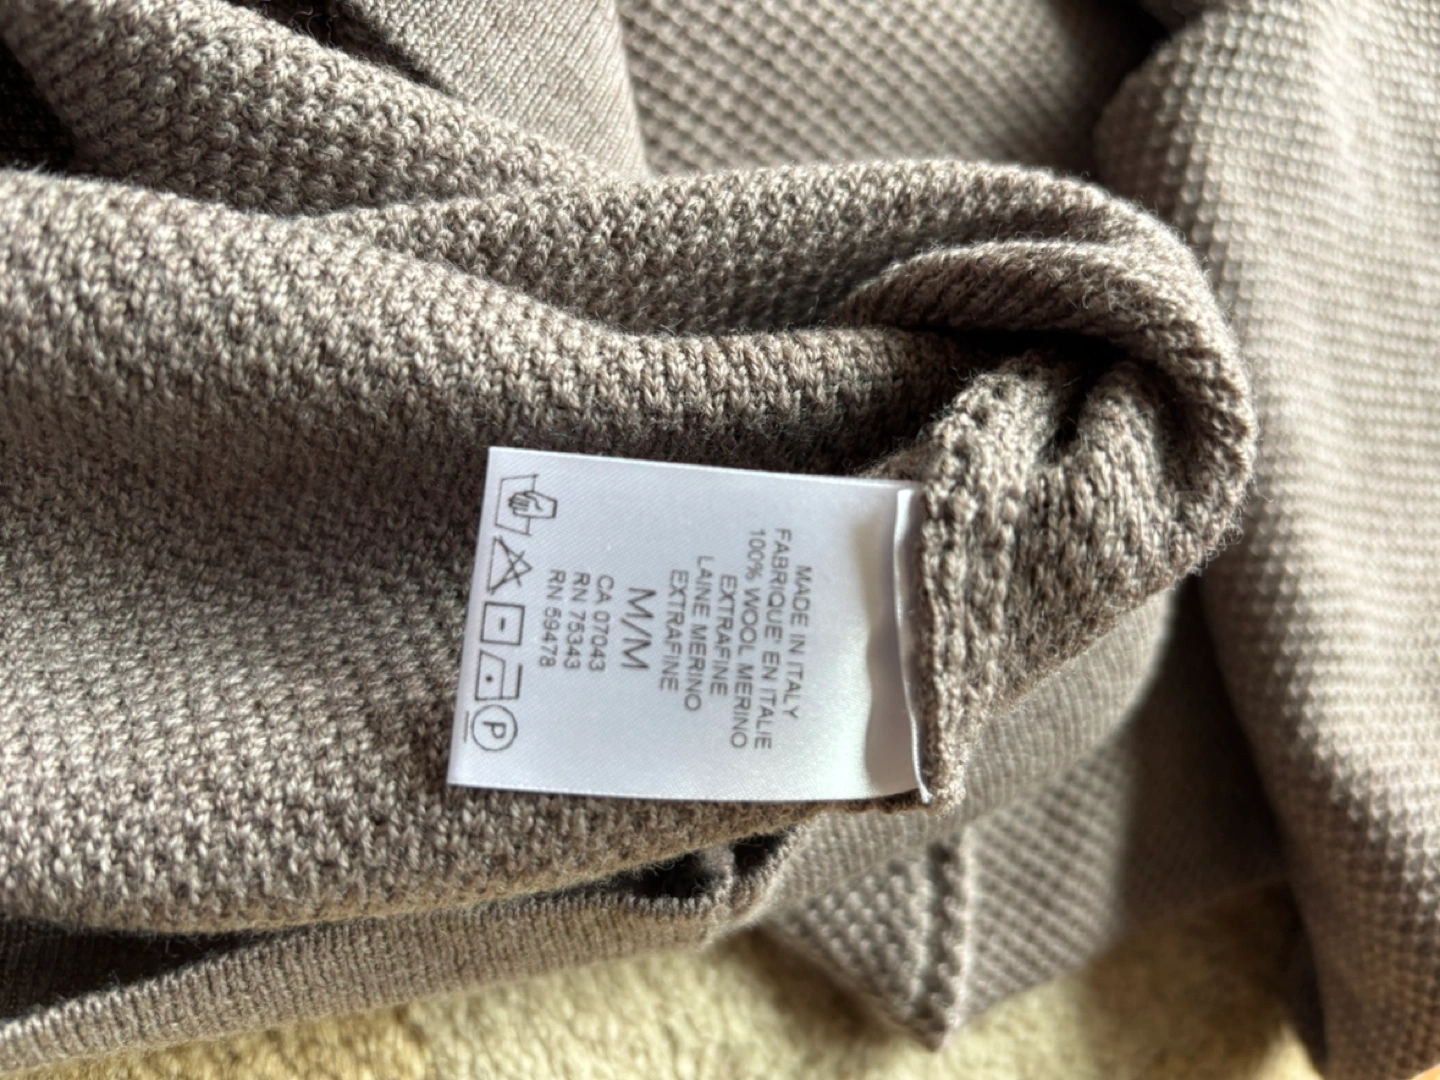 MADE IN ITALY
FABRIQUE' EN ITALIE
100% WOOL MERINO
EXTRAFINE
LAINE MERINO
EXTRAFINE
M/M
CA 07043
RN 75343
RN 59478
P